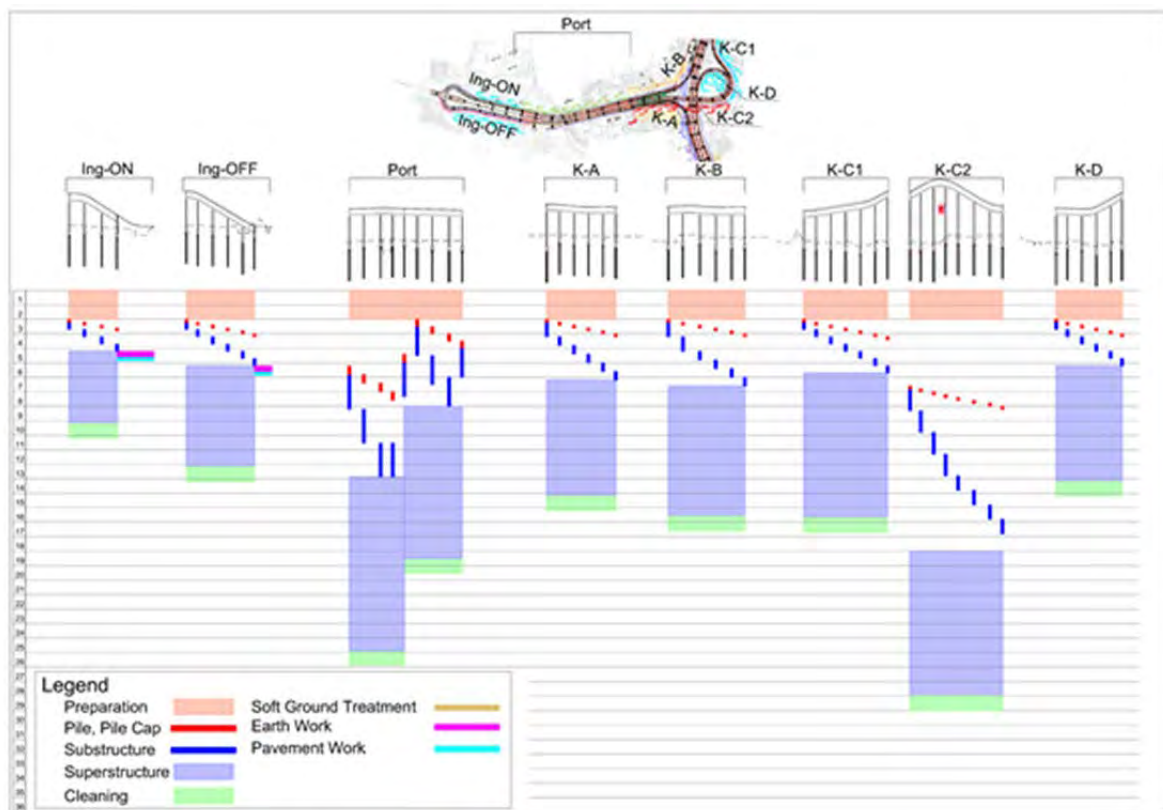 Port
K-C1
K-B
Ing-ON
K-D
Ing-OFF
K-A
K-C2
Ing-ON Ing-OFF Port K-A K-B K-C1 K-C2 K-D
1
2
3
4
5
6
7
8
9
10
11
12
13
14
15
16
17
18
19
20
21
22
23
24
25
26
27
28
29
30
31
32
33
34
35
36
Legend
Preparation Soft Ground Treatment
Pile, Pile Cap Earth Work
Substructure Pavement Work
Superstructure
Cleaning